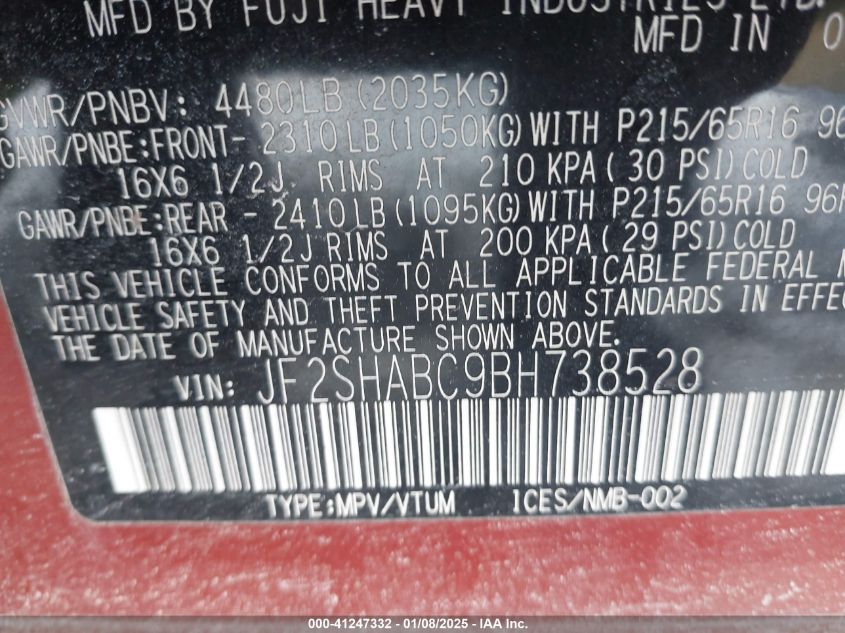 MFD BY FUJI HEAVY INDUSTRIES LTD.
MFD IN 0
GVWR/PNBV: 4480LB(2035KG)
GAWR/PNBE:FRONT- 2310LB(1050KG)WITH P215/65R16 96
16X6 1/2J RIMS AT 210 KPA(30 PSI)COLD
GAWR/PNBE:REAR - 2410LB(1095KG)WITH P215/65R16 96H
16X6 1/2J RIMS AT 200 KPA(29 PSI)COLD
THIS VEHICLE CONFORMS TO ALL APPLICABLE FEDERAL M
VEHICLE SAFETY AND THEFT PREVENTION STANDARDS IN EFFE
THE DATE OF MANUFACTURE SHOWN ABOVE.
VIN: JF2SHABC9BH738528
TYPE:MPV/VTUM ICES/NMB-002
000-41247332 - 01/08/2025 - IAA Inc.